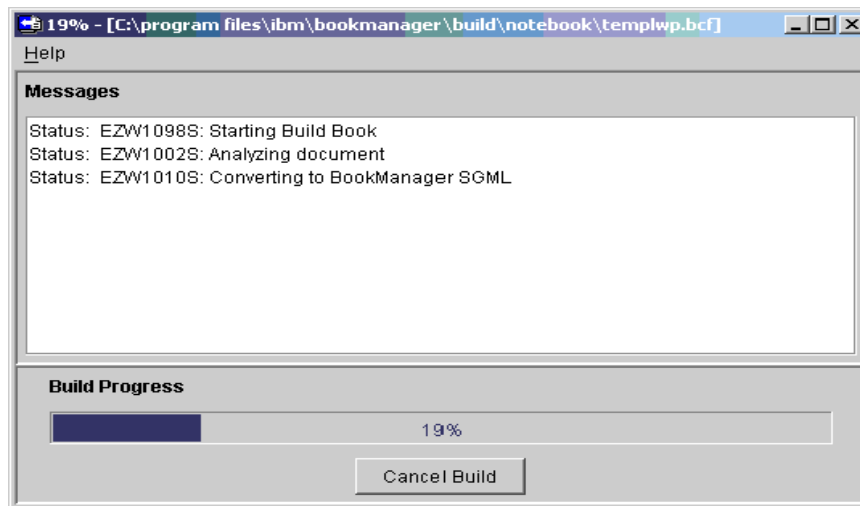 19% - [C:\program files\ibm\bookmanager\build\notebook\templwp.bcf]
Help
Messages
Status: EZW1098S: Starting Build Book
Status: EZW1002S: Analyzing document
Status: EZW1010S: Converting to BookManager SGML
Build Progress
19%
Cancel Build